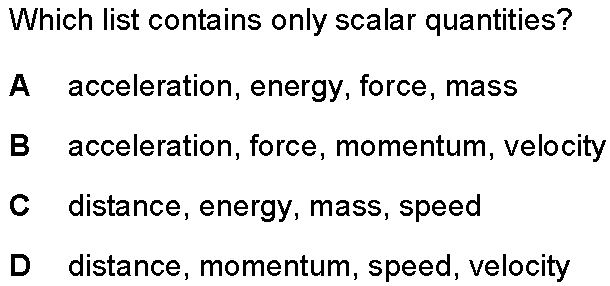 Which list contains only scalar quantities?
A acceleration, energy, force, mass
B acceleration, force, momentum, velocity
C distance, energy, mass, speed
D distance, momentum, speed, velocity